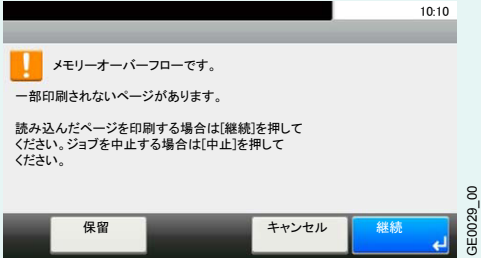 10:10
メモリーオーバーフローです。
一部印刷されないページがあります。
読み込んだページを印刷する場合は[継続]を押して
ください。ジョブを中止する場合は[中止]を押して
ください。
保留
キャンセル
継続
GE0029_00